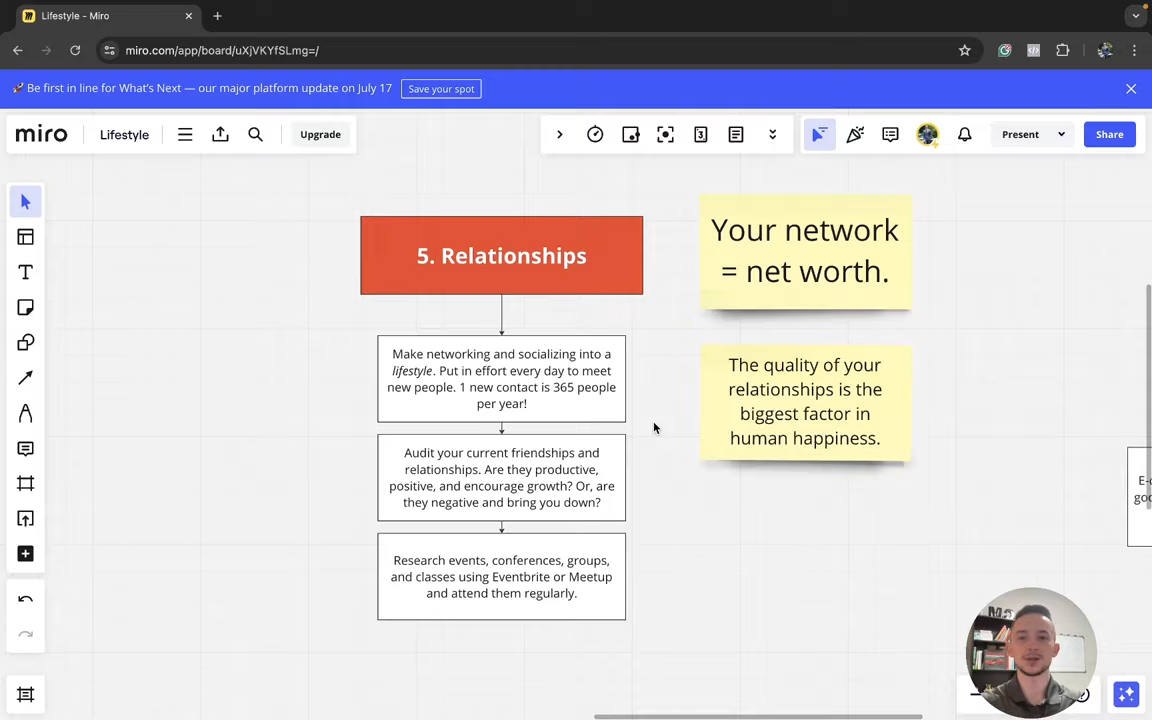 Lifestyle - Miro
miro.com/app/board/uXjVKYfSLmg=/
🚀 Be first in line for What's Next — our major platform update on July 17
Save your spot
miro
Lifestyle
Upgrade
3
Present
Share
5. Relationships
Make networking and socializing into a
lifestyle. Put in effort every day to meet
new people. 1 new contact is 365 people
per year!
Audit your current friendships and
relationships. Are they productive,
positive, and encourage growth? Or, are
they negative and bring you down?
Research events, conferences, groups,
and classes using Eventbrite or Meetup
and attend them regularly.
Your network
= net worth.
The quality of your
relationships is the
biggest factor in
human happiness.